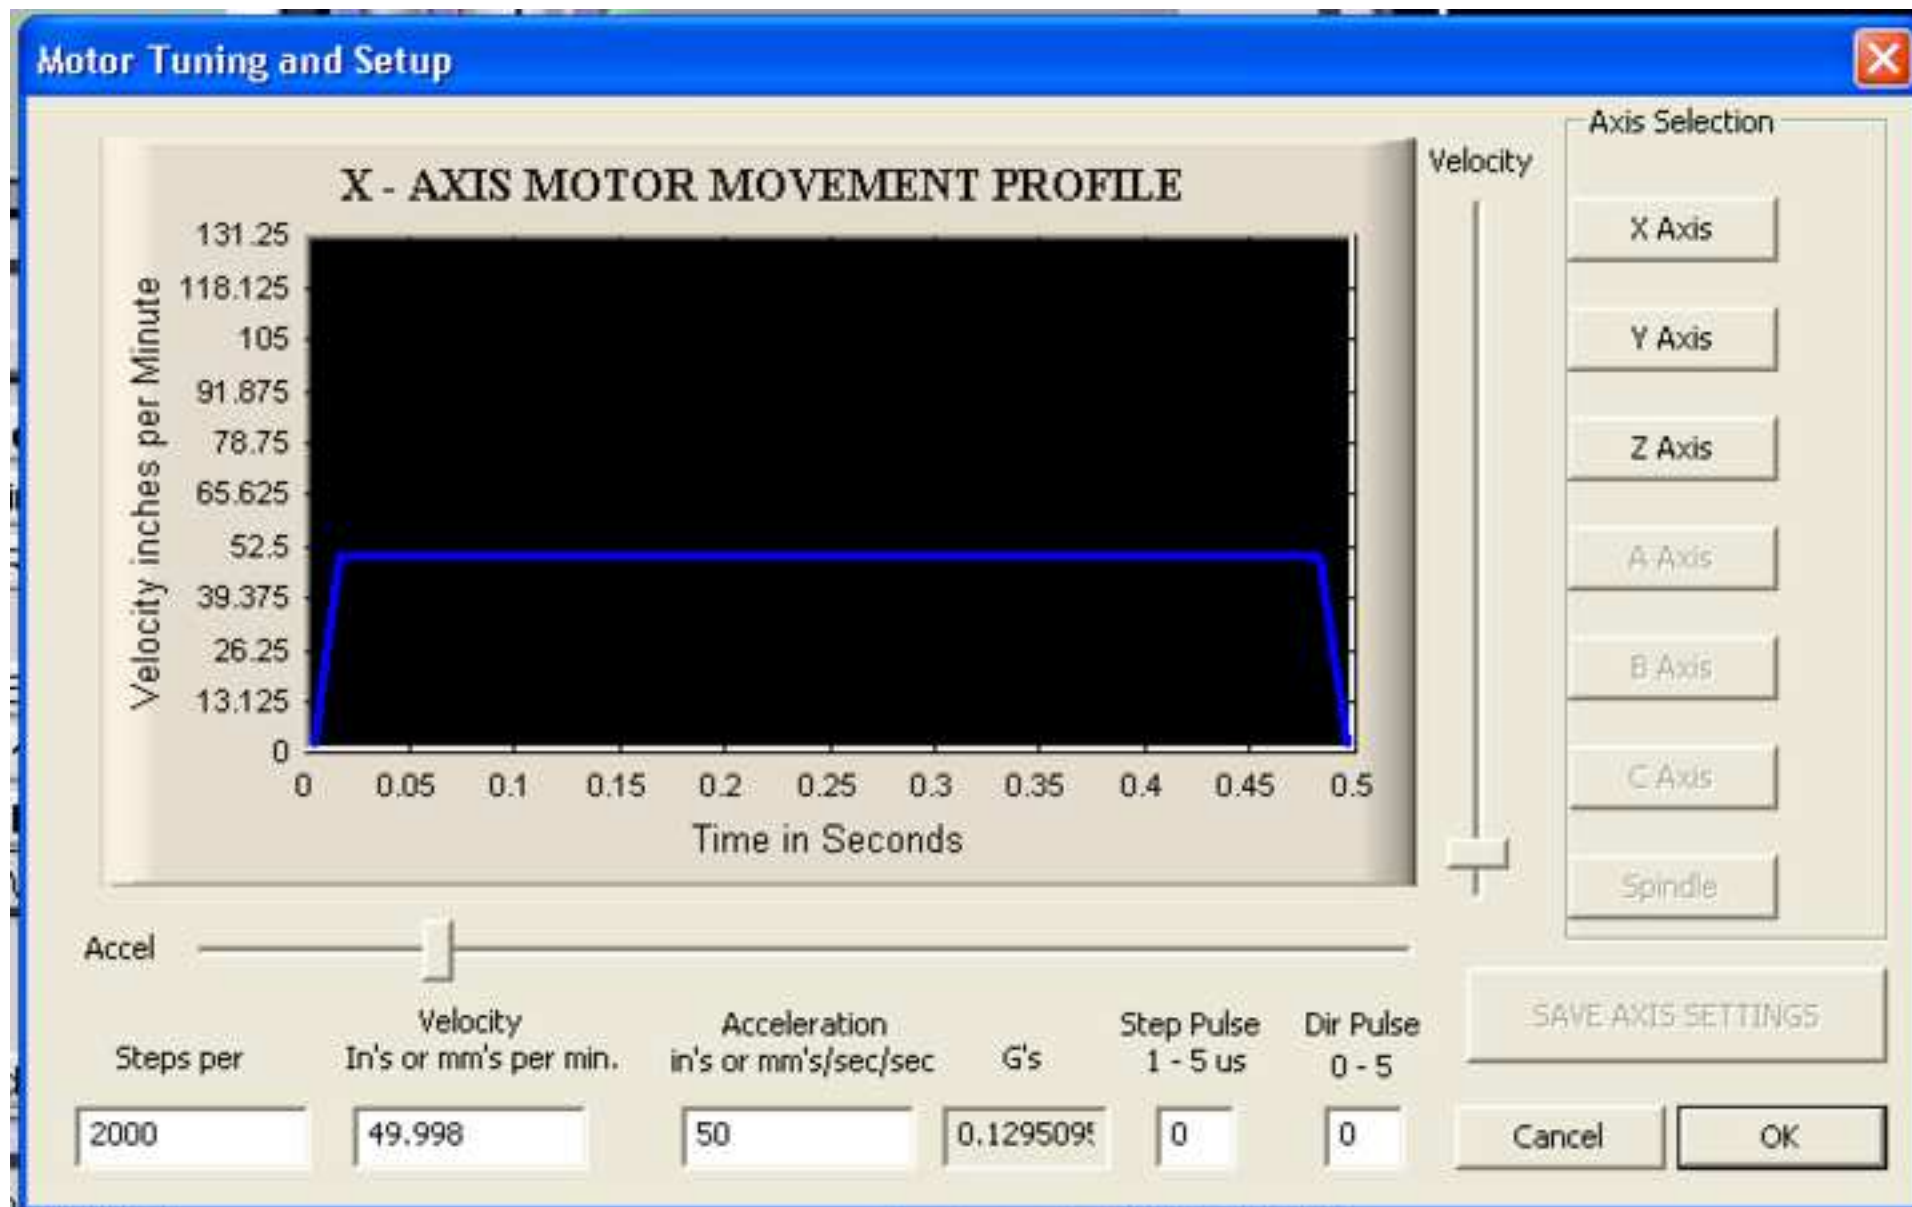 Motor Tuning and Setup
X - AXIS MOTOR MOVEMENT PROFILE
Velocity inches per Minute
131.25
118.125
105
91.875
78.75
65.625
52.5
39.375
26.25
13.125
0
0 0.05 0.1 0.15 0.2 0.25 0.3 0.35 0.4 0.45 0.5
Time in Seconds
Velocity
Axis Selection
X Axis
Y Axis
Z Axis
A Axis
B Axis
C Axis
Spindle
Accel
Steps per
2000
Velocity
In's or mm's per min.
49.998
Acceleration
in's or mm's/sec/sec
50
G's
0.1295095
Step Pulse
1 - 5 us
0
Dir Pulse
0 - 5
0
SAVE AXIS SETTINGS
Cancel
OK